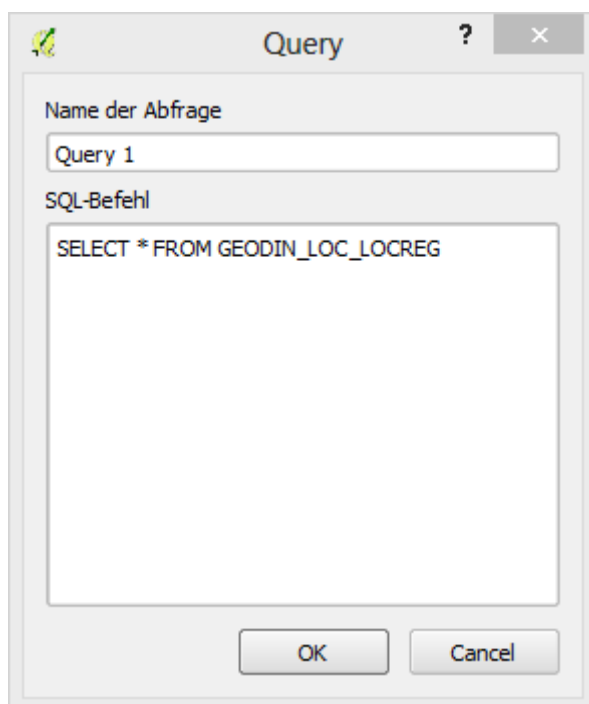 Query
?
Name der Abfrage
Query 1
SQL-Befehl
SELECT * FROM GEODIN_LOC_LOCREG
OK
Cancel